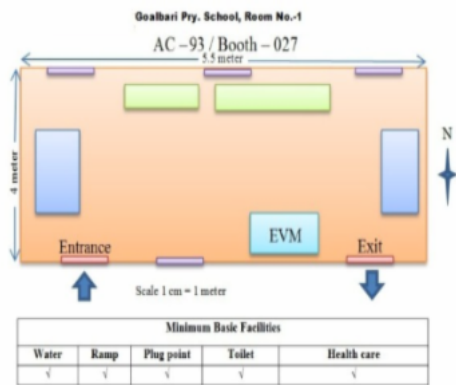 Goalbari Pry. School, Room No.-1
AC – 93 / Booth – 027
5.5 meter
4 meter
N
EVM
Entrance
Exit
Scale 1 cm = 1 meter
Minimum Basic Facilities
Water Ramp Plug point Toilet Health care
√ √ √ √ √